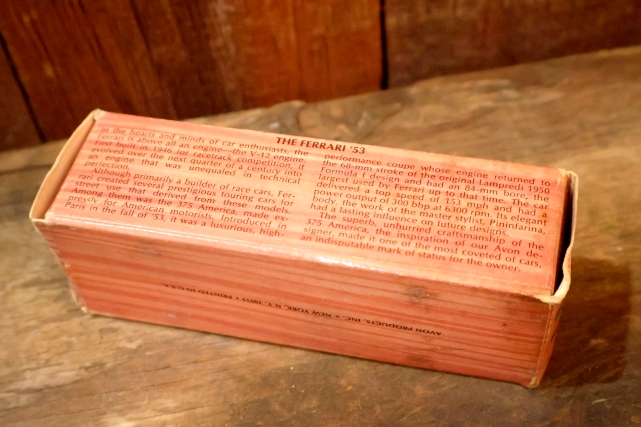 THE FERRARI '53
In the hearts and minds of car enthusiasts, the
Ferrari is above all an engine, the V-12 engine.
First built in 1946 for racetrack competition, it
evolved over the next quarter of a century into
an engine that was unequaled in technical
perfection.
Although primarily a builder of race cars, Fer-
rari created several prestigious touring cars for
street use that derived from these models.
Among them was the 375 America, made ex-
pressly for American motorists. Introduced in
Paris in the fall of '53, it was a luxurious, high-
performance coupe whose engine returned to
the 68-mm stroke of the original Lampredi 1950
Formula I design and had an 84-mm bore, the
largest used by Ferrari up to that time. The car
delivered a top speed of 153 mph and had a
power output of 300 bhp at 6300 rpm. Its elegant
body, the work of the master stylist, Pininfarina,
had a lasting influence on future design.
The superb, unhurried craftsmanship of the
375 America, the inspiration of our Avon de-
signer, made it one of the most coveted of cars,
an indisputable mark of status for the owner.
AVON PRODUCTS, INC. • NEW YORK, N.Y. 10019 • PRINTED IN U.S.A.